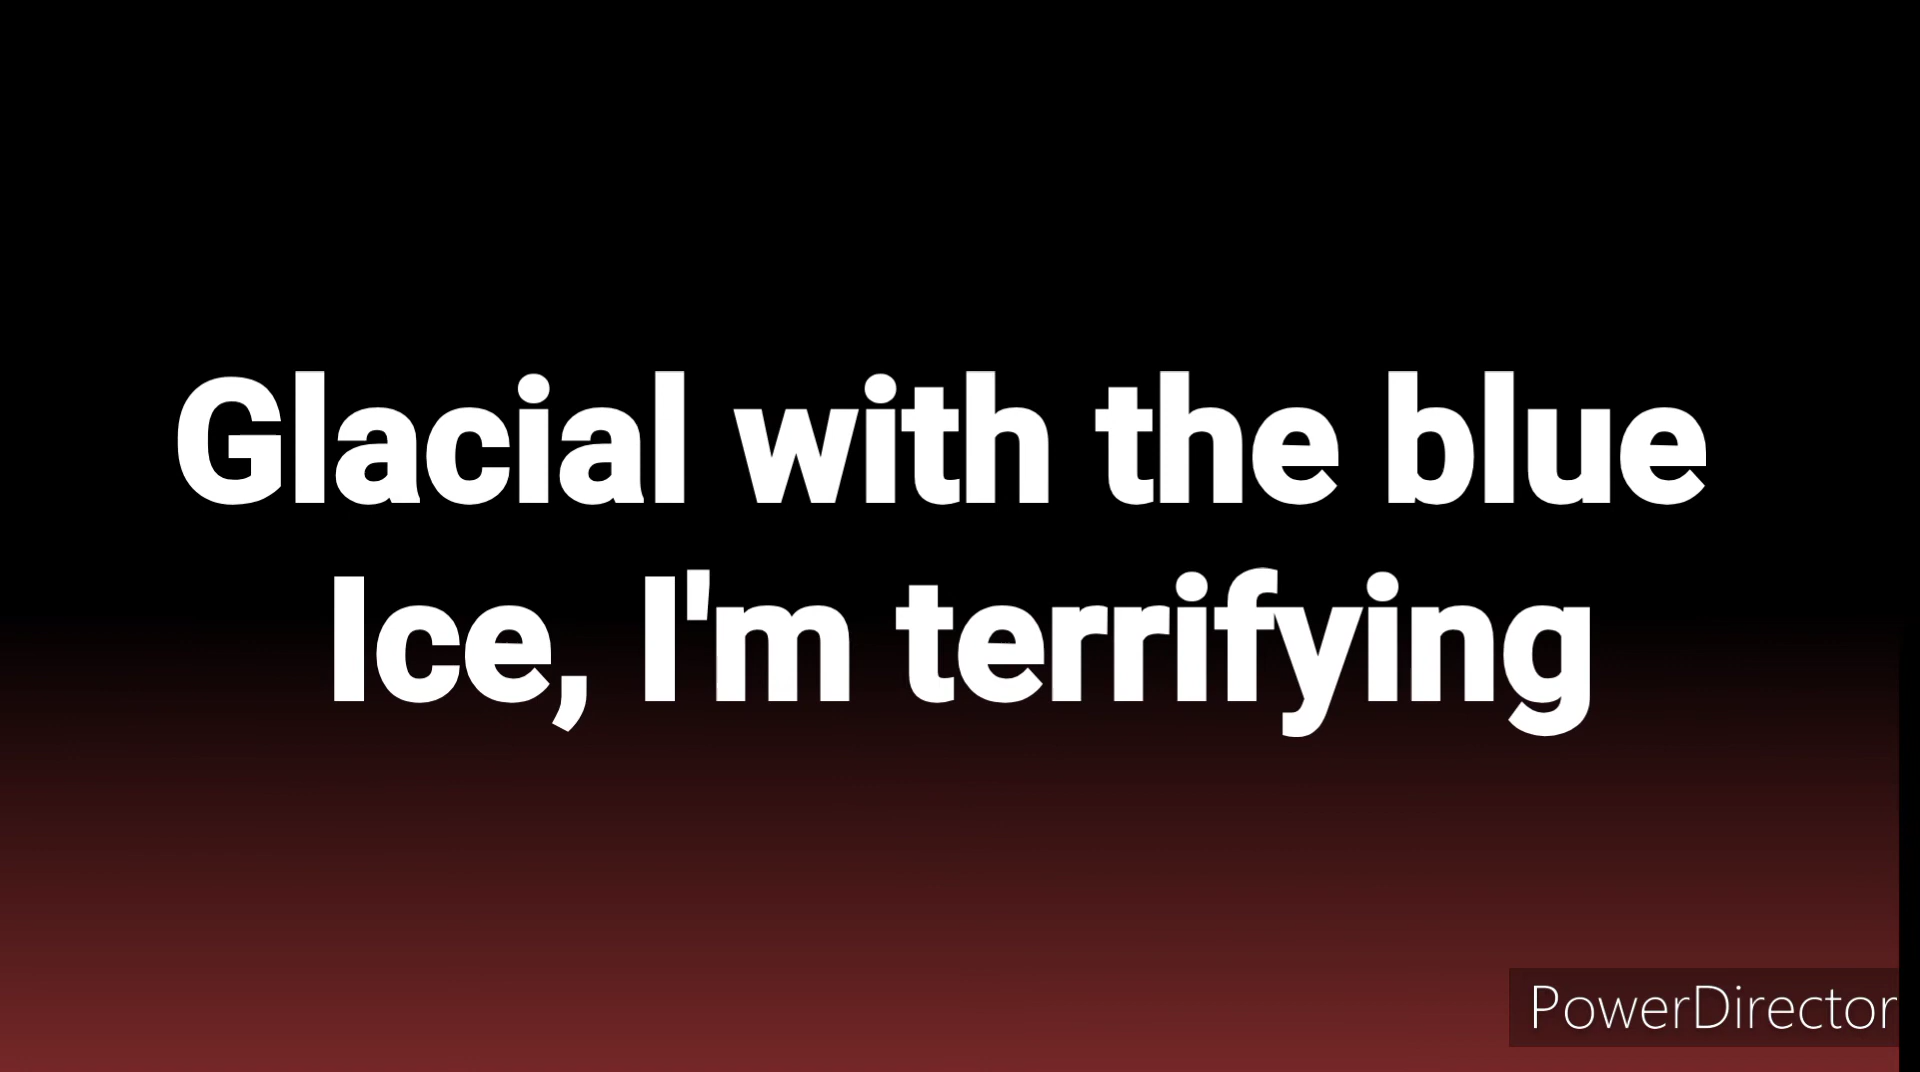 Glacial with the blue
Ice, I'm terrifying
PowerDirector